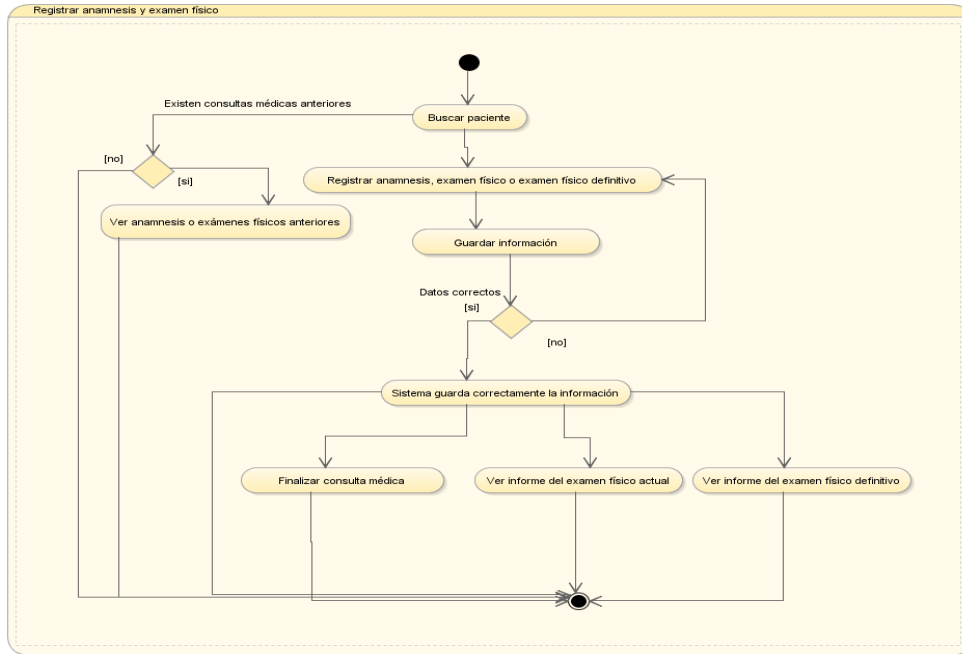 Registrar anamnesis y examen físico
Existen consultas médicas anteriores
Buscar paciente
[no]
[si]
Registrar anamnesis, examen físico o examen físico definitivo
Ver anamnesis o exámenes físicos anteriores
Guardar información
Datos correctos
[si]
[no]
Sistema guarda correctamente la información
Finalizar consulta médica
Ver informe del examen físico actual
Ver informe del examen físico definitivo